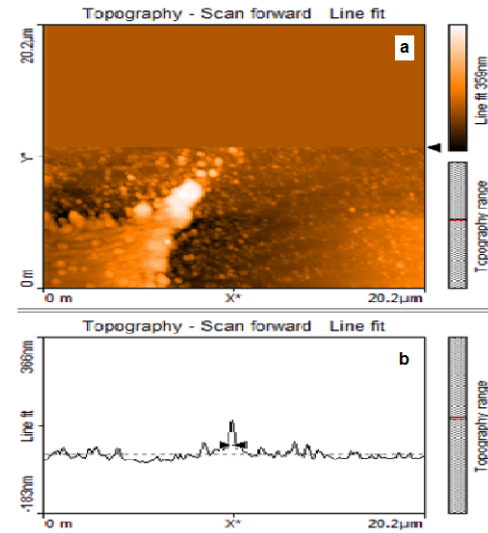 Topography - Scan forward Line fit
a
20.2µm
Y*
0 m
0 m X* 20.2µm
Line fit 359nm
Topography range
Topography - Scan forward Line fit
b
366nm
Line fit
-183nm
0 m X* 20.2µm
Topography range